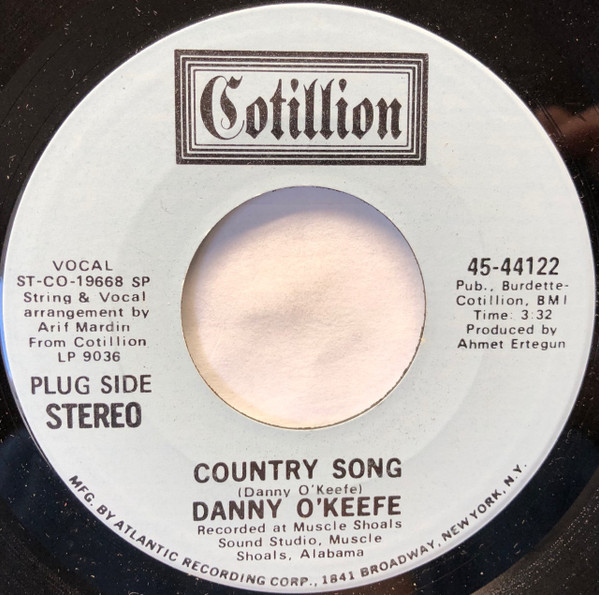 Cotillion
VOCAL
ST-CO-19668 SP
String & Vocal
arrangement by
Arif Mardin
From Cotillion
LP 9036
PLUG SIDE
STEREO
45-44122
Pub., Burdette-
Cotillion, BMI
Time: 3:32
Produced by
Ahmet Ertegun
COUNTRY SONG
(Danny O'Keefe)
DANNY O'KEEFE
Recorded at Muscle Shoals
Sound Studio, Muscle
Shoals, Alabama
MFG. BY ATLANTIC RECORDING CORP., 1841 BROADWAY, NEW YORK, N.Y.